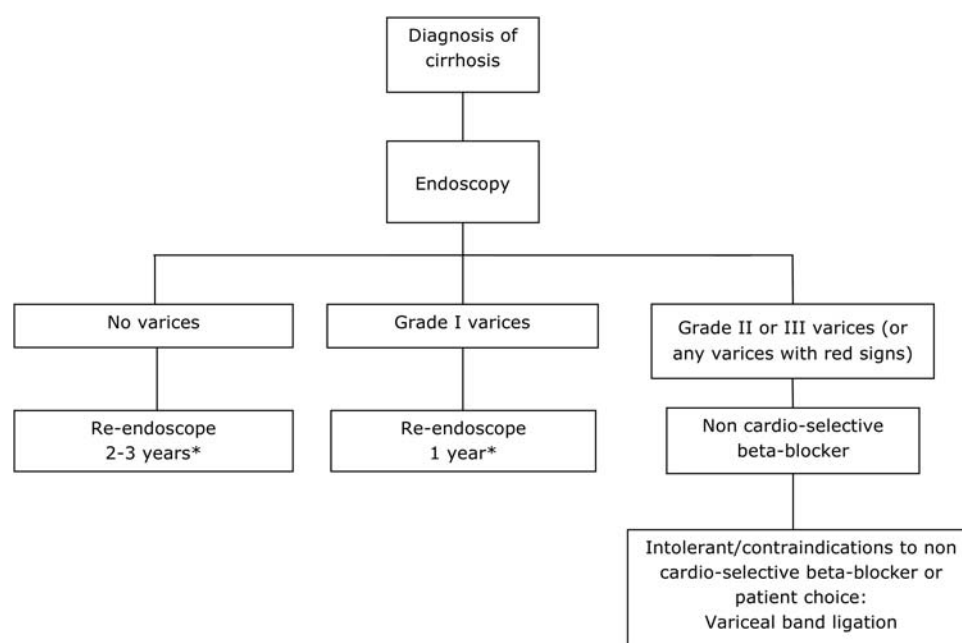 Diagnosis of
cirrhosis
Endoscopy
No varices
Grade I varices
Grade II or III varices (or
any varices with red signs)
Re-endoscope
2-3 years*
Re-endoscope
1 year*
Non cardio-selective
beta-blocker
Intolerant/contraindications to non
cardio-selective beta-blocker or
patient choice:
Variceal band ligation